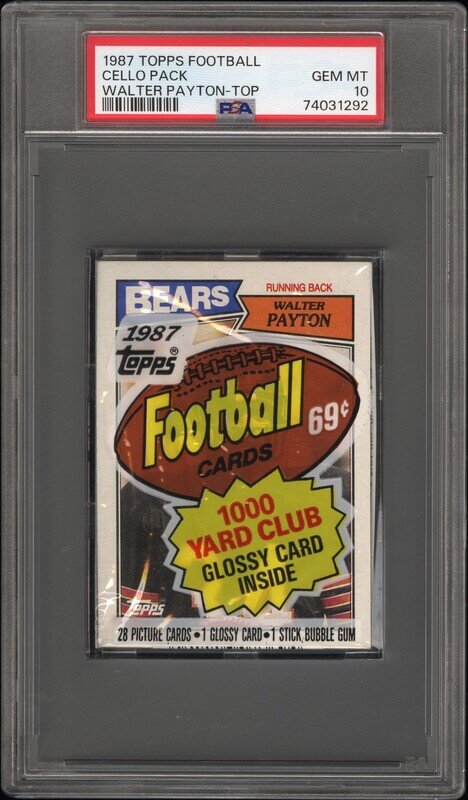 1987 TOPPS FOOTBALL
CELLO PACK GEM MT
WALTER PAYTON-TOP 10
74031292
PSA
BEARS
RUNNING BACK
WALTER
PAYTON
1987
topps®
Football
CARDS
69¢
1000
YARD CLUB
GLOSSY CARD
INSIDE
topps
28 PICTURE CARDS • 1 GLOSSY CARD • 1 STICK BUBBLE GUM